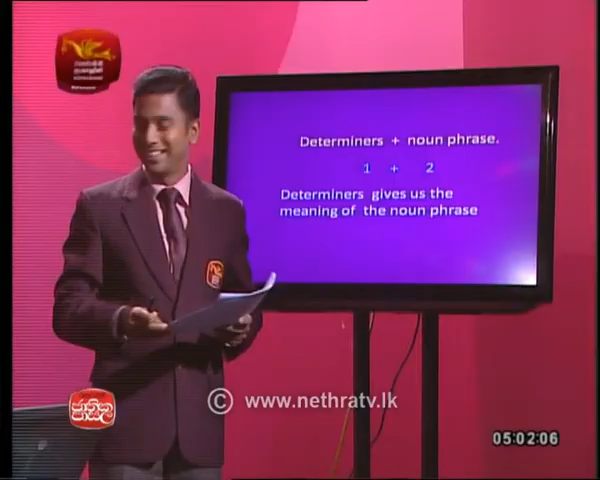 Determiners + noun phrase.
1 + 2
Determiners gives us the
meaning of the noun phrase
© www.nethratv.lk
05:02:06